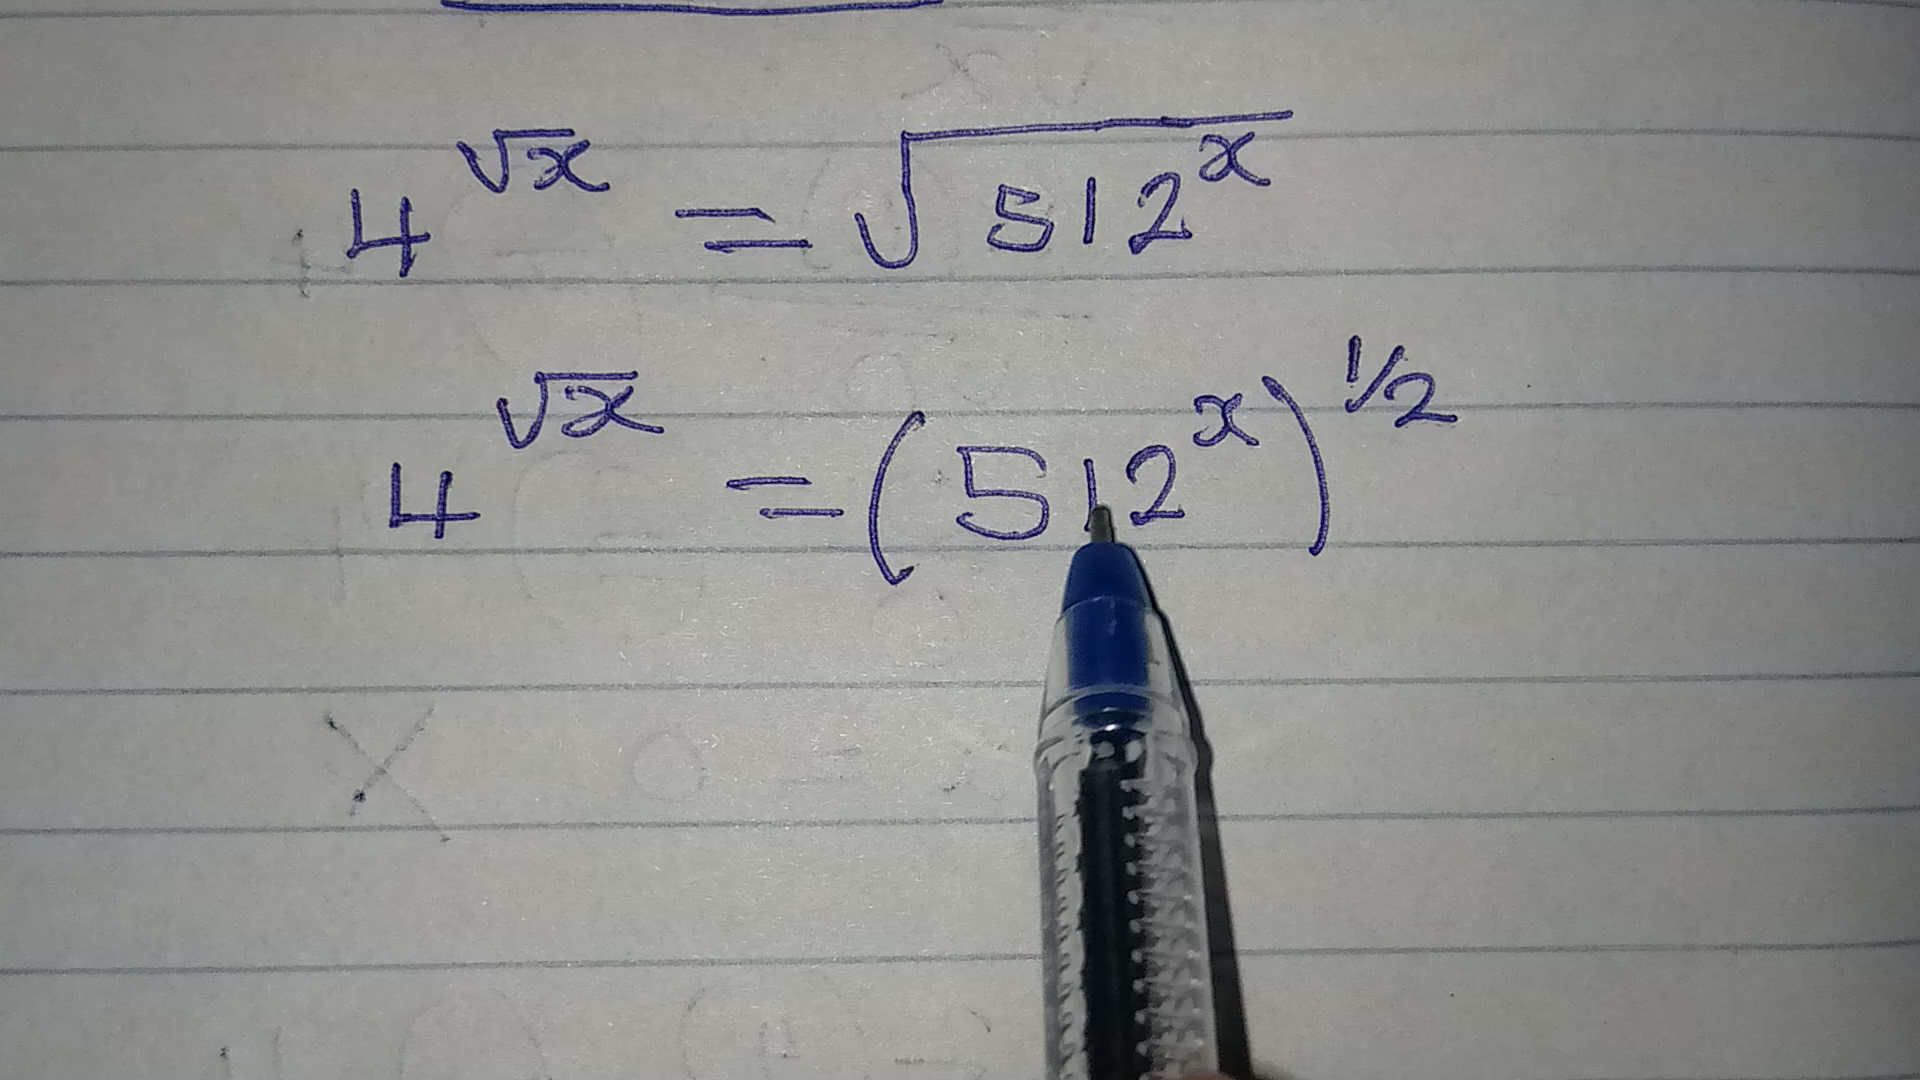 4^√x = √512^x
4^√x = (512^x)^1/2